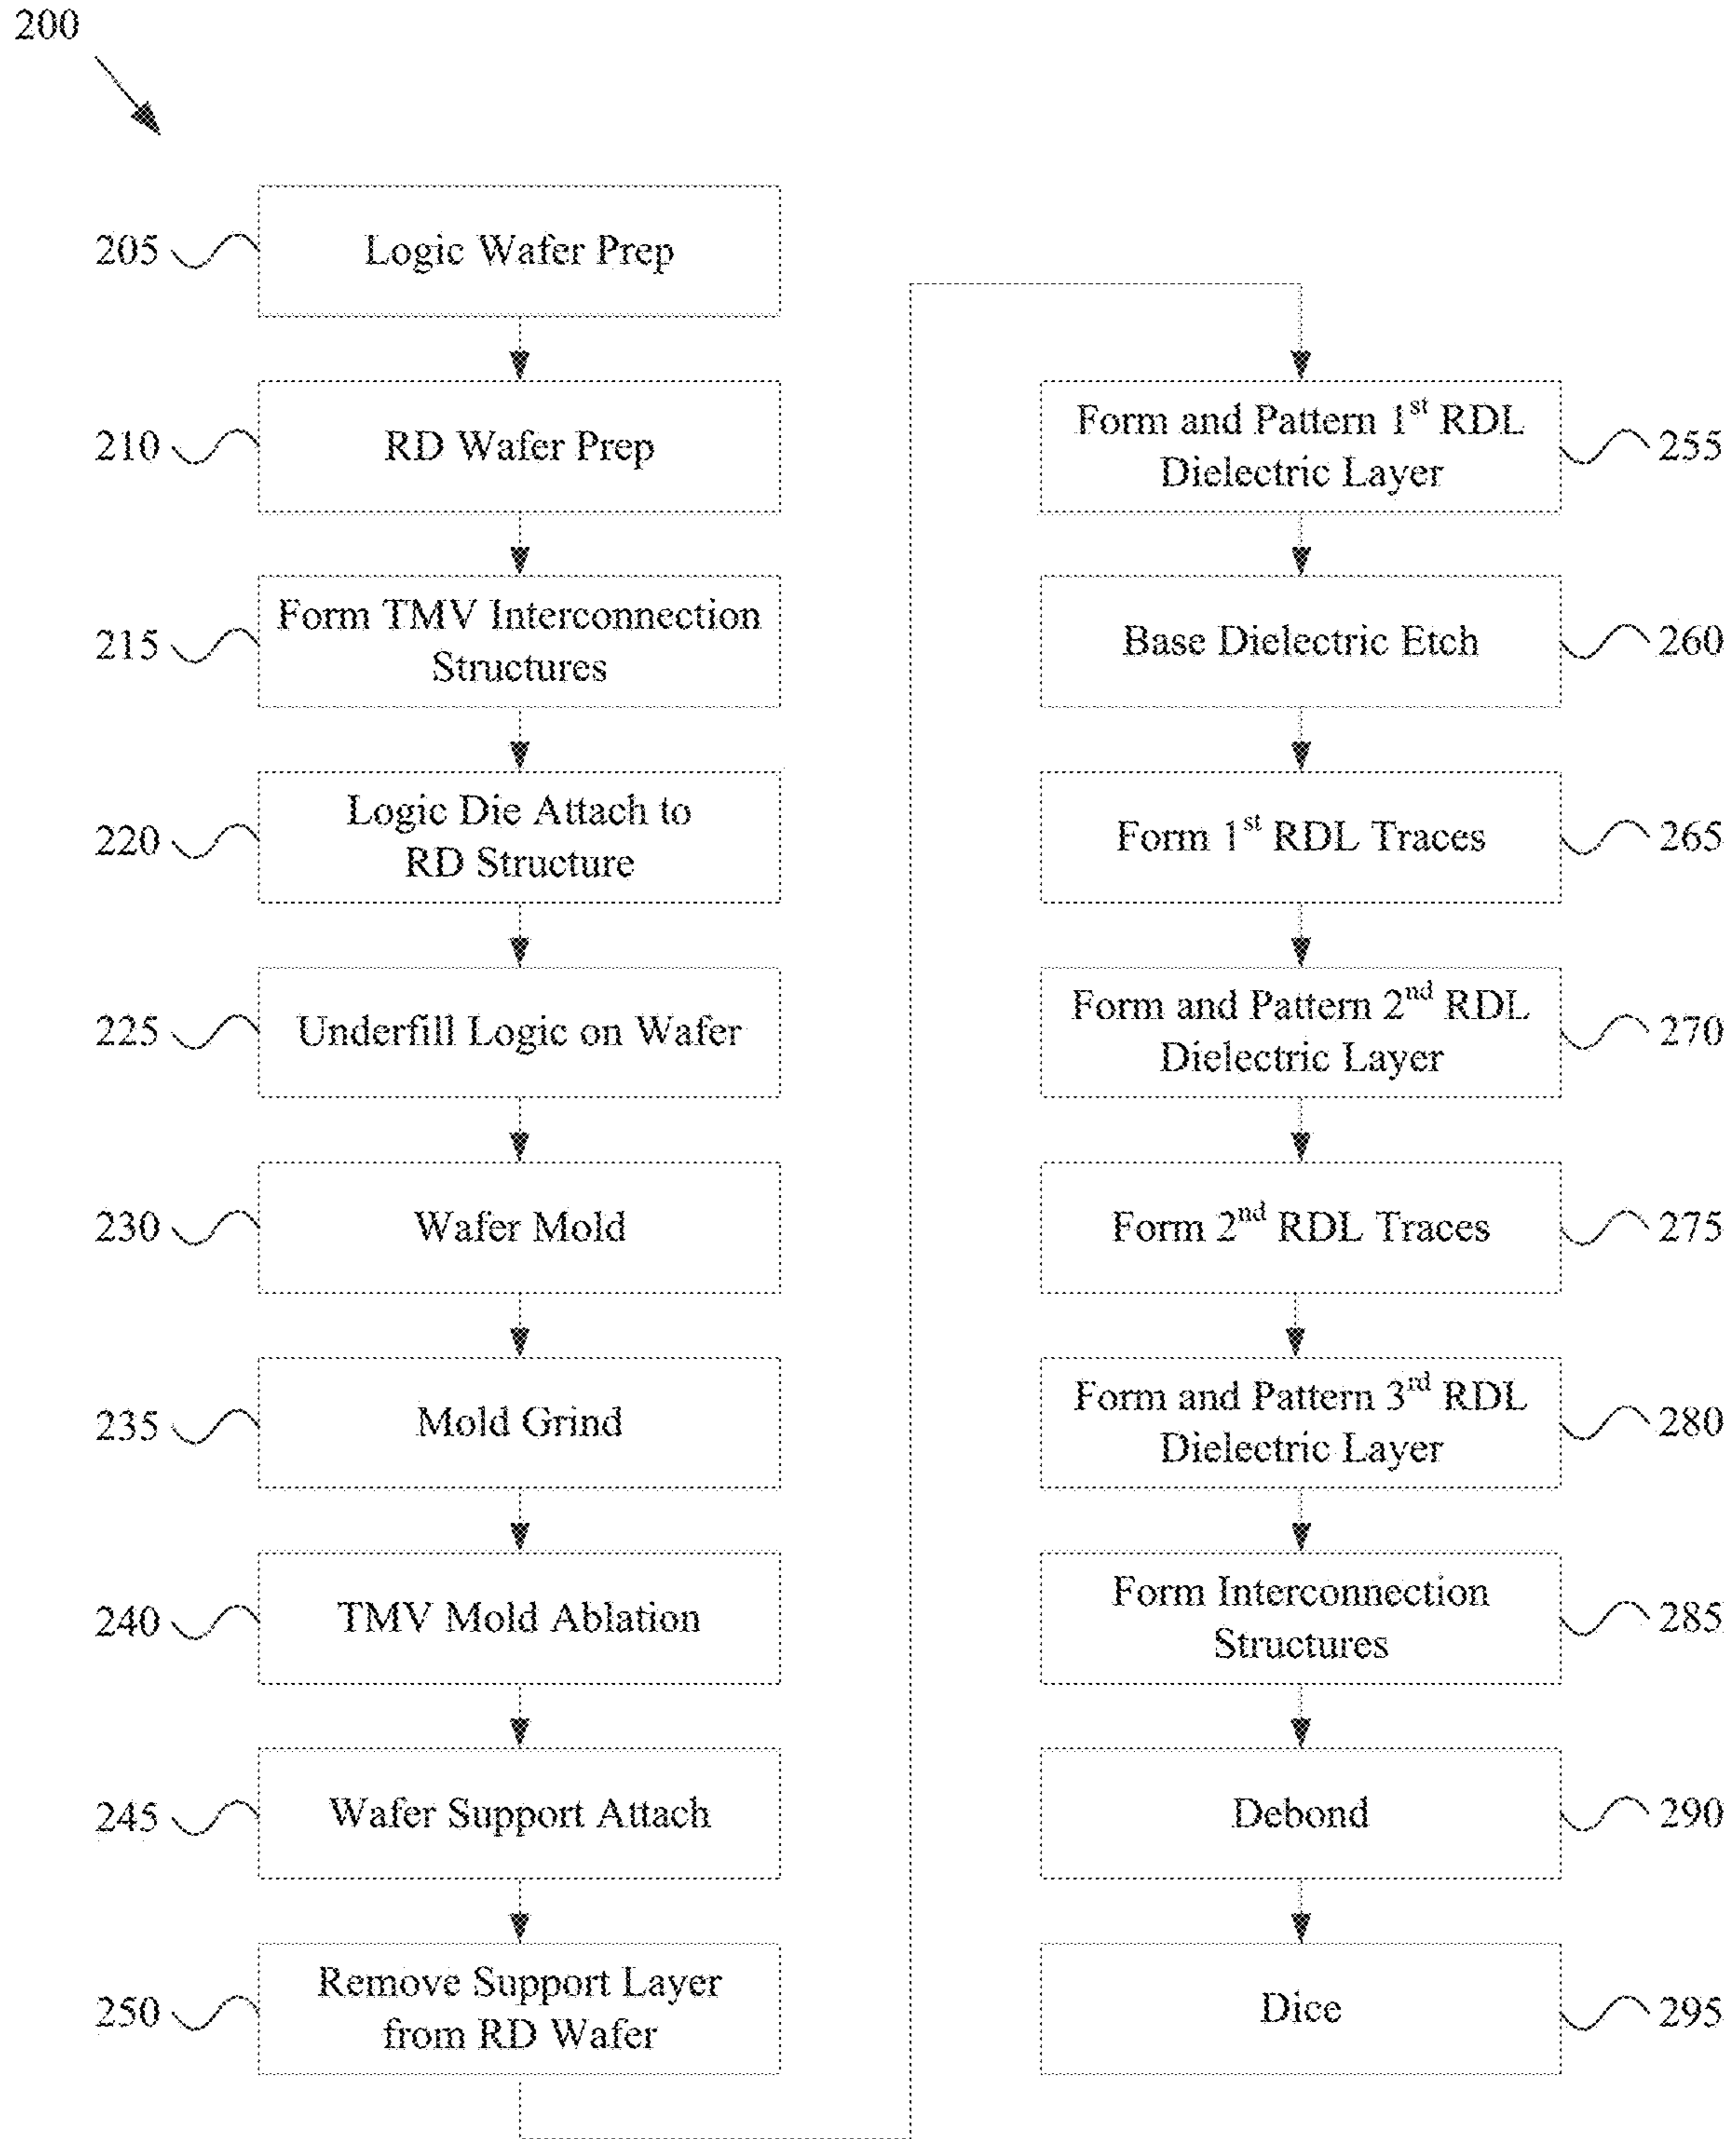 200
205
Logic Wafer Prep
210
RD Wafer Prep
215
Form TMV Interconnection
Structures
220
Logic Die Attach to
RD Structure
225
Underfill Logic on Wafer
230
Wafer Mold
235
Mold Grind
240
TMV Mold Ablation
245
Wafer Support Attach
250
Remove Support Layer
from RD Wafer
Form and Pattern 1st RDL
Dielectric Layer
255
Base Dielectric Etch
260
Form 1st RDL Traces
265
Form and Pattern 2nd RDL
Dielectric Layer
270
Form 2nd RDL Traces
275
Form and Pattern 3rd RDL
Dielectric Layer
280
Form Interconnection
Structures
285
Debond
290
Dice
295